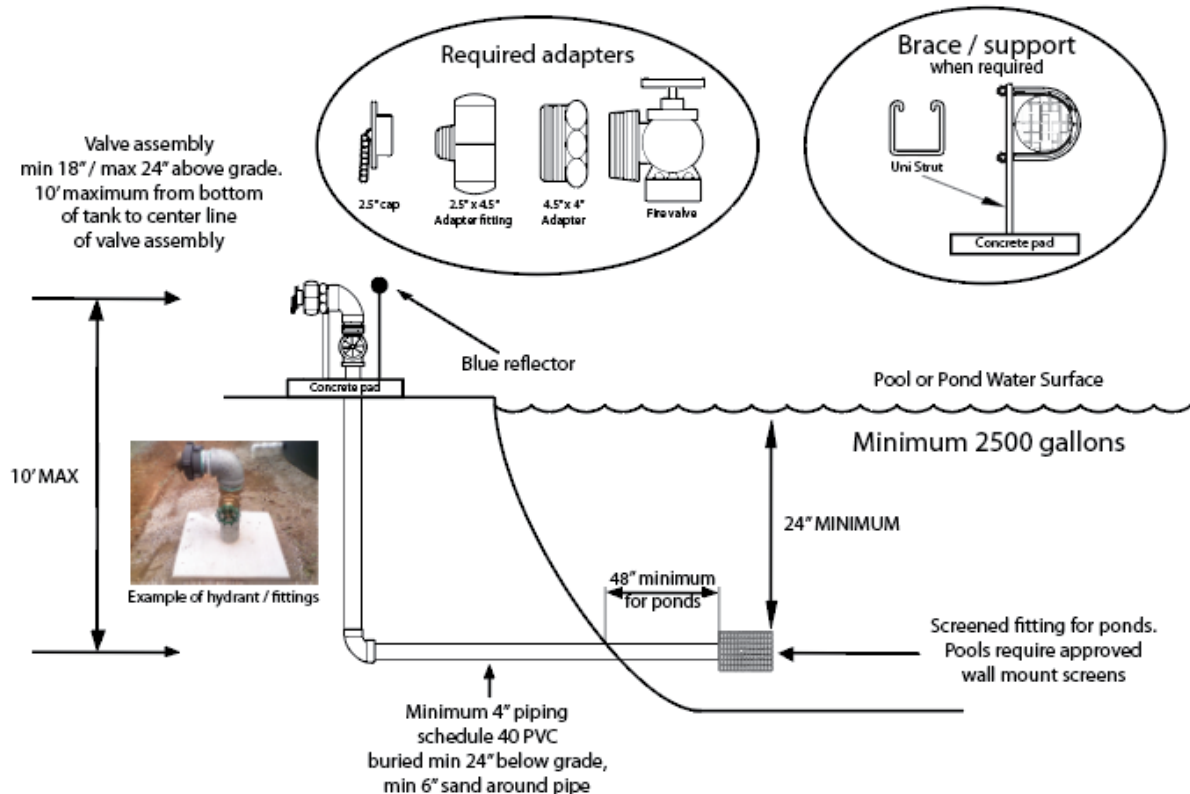 Required adapters
2.5" cap
2.5" x 4.5"
Adapter fitting
4.5" x 4"
Adapter
Fire valve
Brace / support
when required
Uni Strut
Concrete pad
Valve assembly
min 18" / max 24" above grade.
10' maximum from bottom
of tank to center line
of valve assembly
Blue reflector
Concrete pad
Pool or Pond Water Surface
Minimum 2500 gallons
10' MAX
24" MINIMUM
Example of hydrant / fittings
48" minimum
for ponds
Screened fitting for ponds.
Pools require approved
wall mount screens
Minimum 4" piping
schedule 40 PVC
buried min 24" below grade,
min 6" sand around pipe